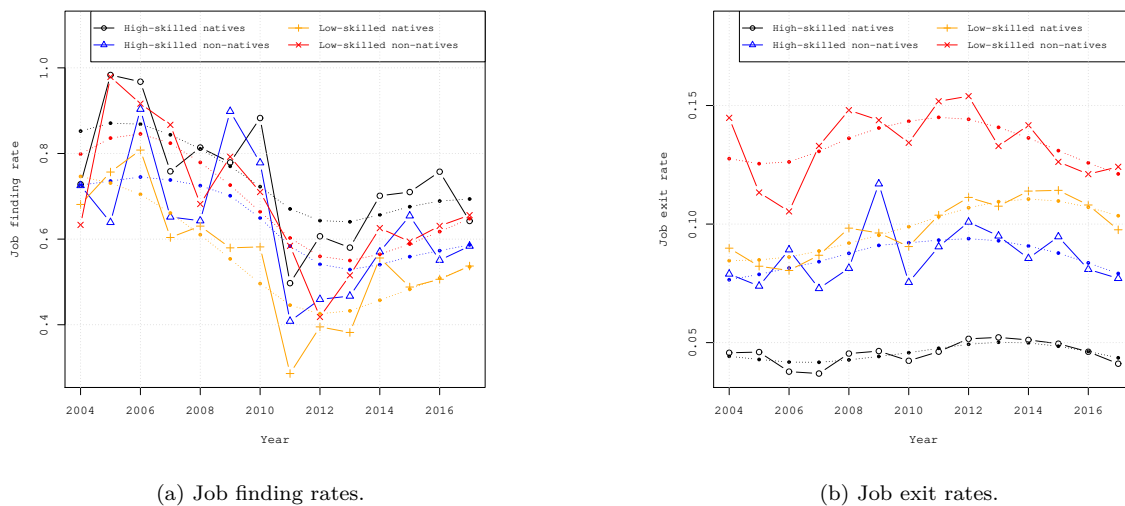 High-skilled natives
High-skilled non-natives
Low-skilled natives
Low-skilled non-natives
Job finding rate
1.0
0.8
0.6
0.4
2004 2006 2008 2010 2012 2014 2016
Year
(a) Job finding rates.
High-skilled natives
High-skilled non-natives
Low-skilled natives
Low-skilled non-natives
Job exit rate
0.15
0.10
0.05
2004 2006 2008 2010 2012 2014 2016
Year
(b) Job exit rates.